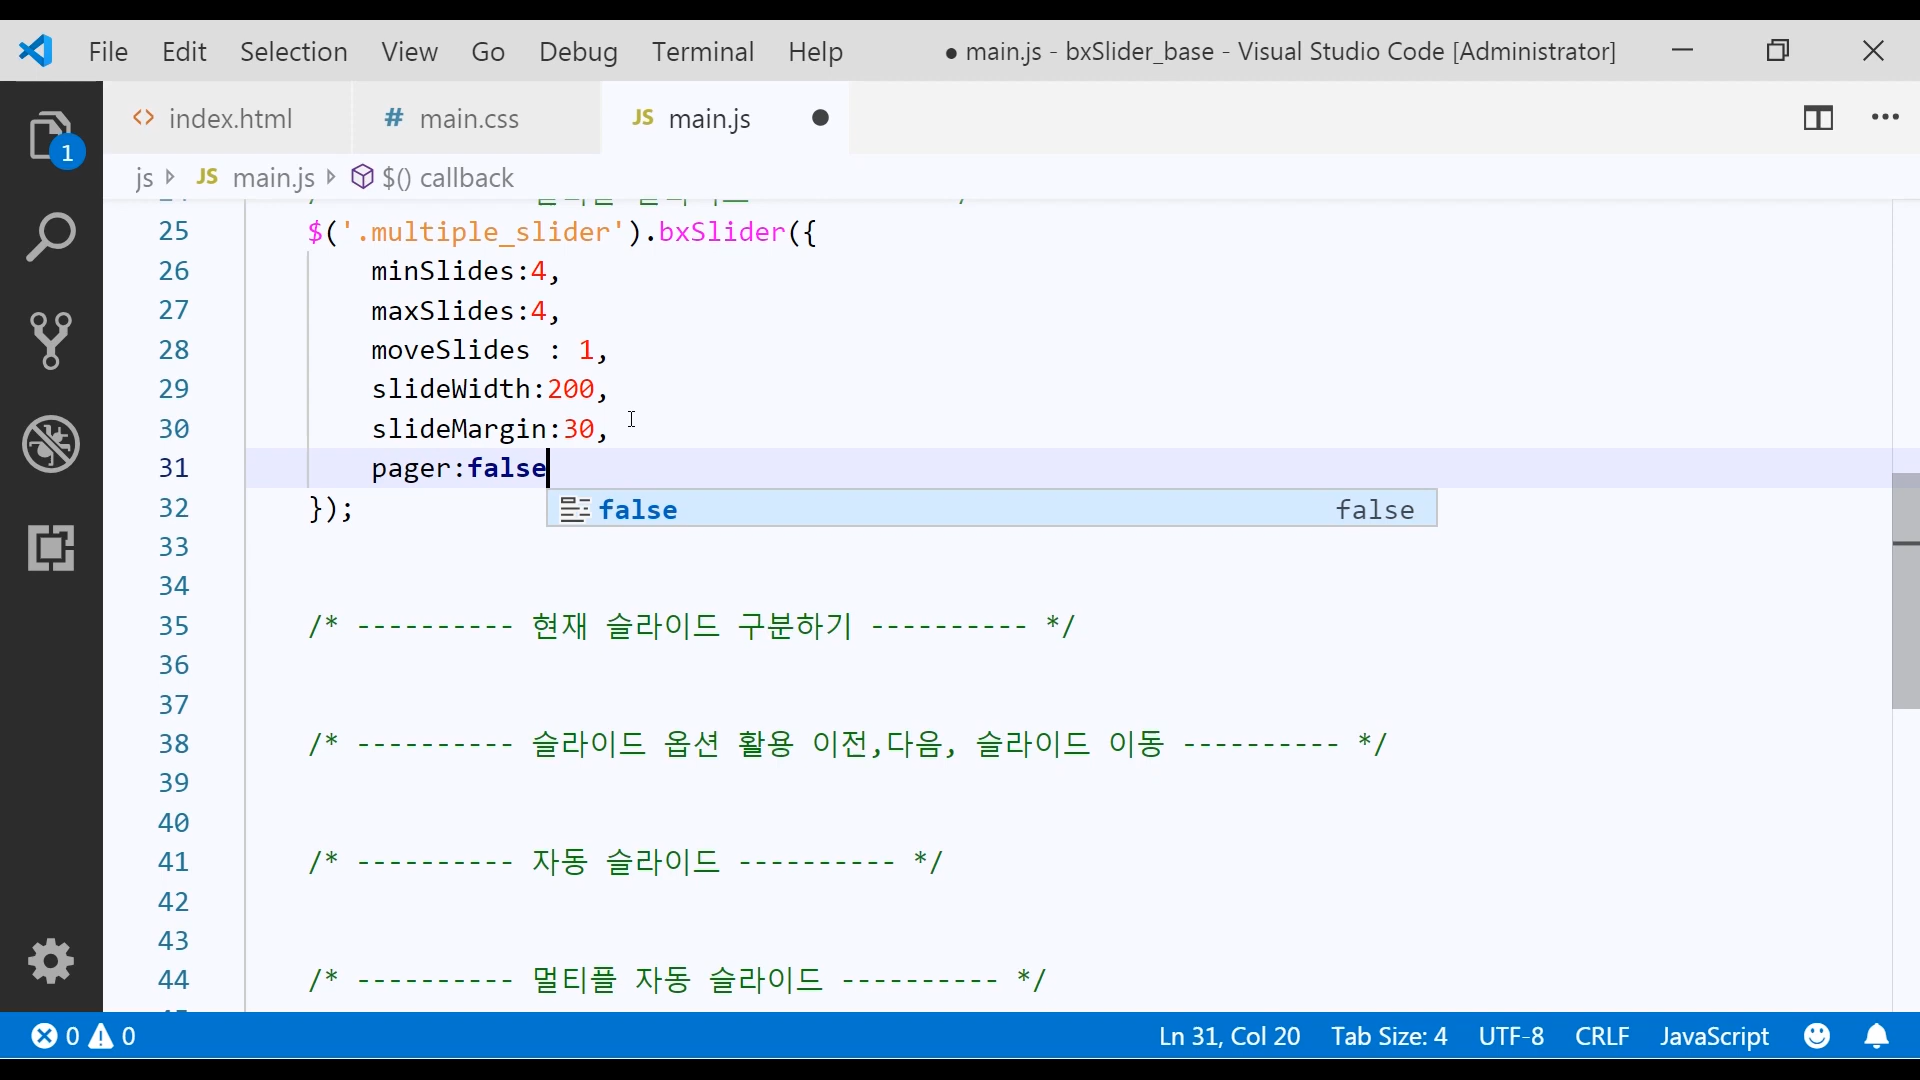 File Edit Selection View Go Debug Terminal Help ● main.js - bxSlider_base - Visual Studio Code [Administrator]
<> index.html # main.css JS main.js
1
js JS main.js $() callback
25 $('.multiple_slider').bxSlider({
26 minSlides:4,
27 maxSlides:4,
28 moveSlides : 1,
29 slideWidth:200,
30 slideMargin:30,
31 pager:false
32 });
false false
33
34
35 /* ---------- 현재 슬라이드 구분하기 ---------- */
36
37
38 /* ---------- 슬라이드 옵션 활용 이전,다음, 슬라이드 이동 ---------- */
39
40
41 /* ---------- 자동 슬라이드 ---------- */
42
43
44 /* ---------- 멀티플 자동 슬라이드 ---------- */
0 0 Ln 31, Col 20 Tab Size: 4 UTF-8 CRLF JavaScript